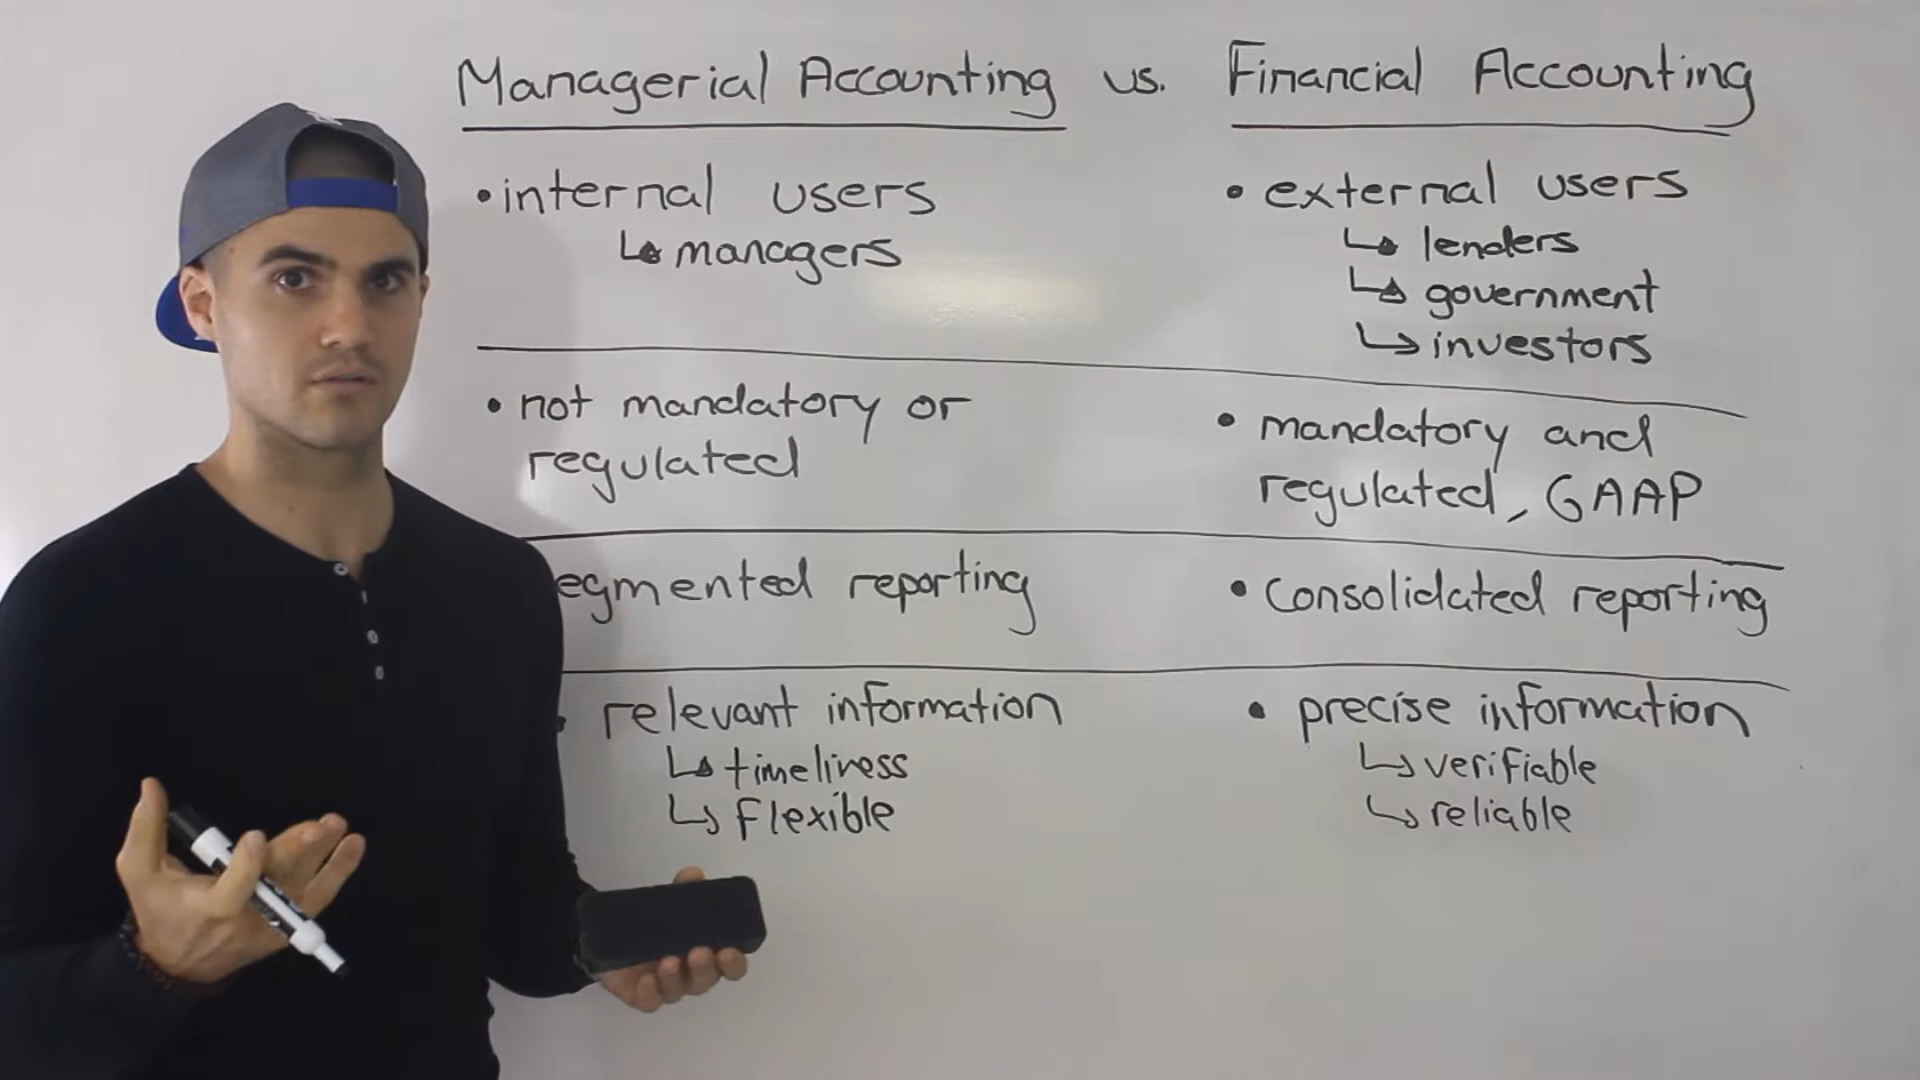 Managerial Accounting vs. Financial Accounting
• internal users
↳ managers
• external users
↳ lenders
↳ government
↳ investors
• not mandatory or
regulated
• mandatory and
regulated, GAAP
egmented reporting
• consolidated reporting
• relevant information
↳ timeliness
↳ flexible
• precise information
↳ verifiable
↳ reliable